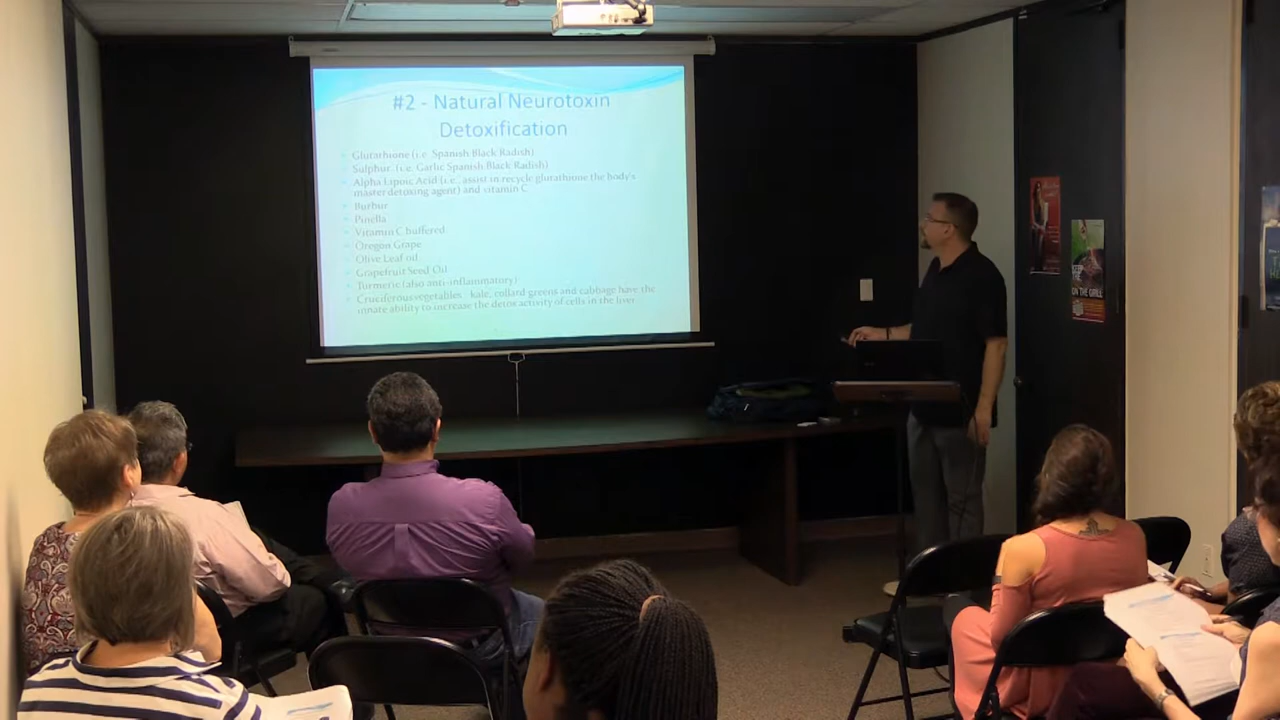 #2 - Natural Neurotoxin
Detoxification
Glutathione (i.e. Spanish Black Radish)
Sulphur (i.e. Garlic Spanish Black Radish)
Alpha Lipoic Acid (i.e., assist in recycle glutathione the body's
master detoxing agent) and vitamin C
Burbur
Pinella
Vitamin C buffered
Oregon Grape
Olive Leaf oil
Grapefruit Seed Oil
Turmeric (also anti-inflammatory)
Cruciferous vegetables kale, collard greens and cabbage have the
innate ability to increase the detox activity of cells in the liver
ON THE GRILL